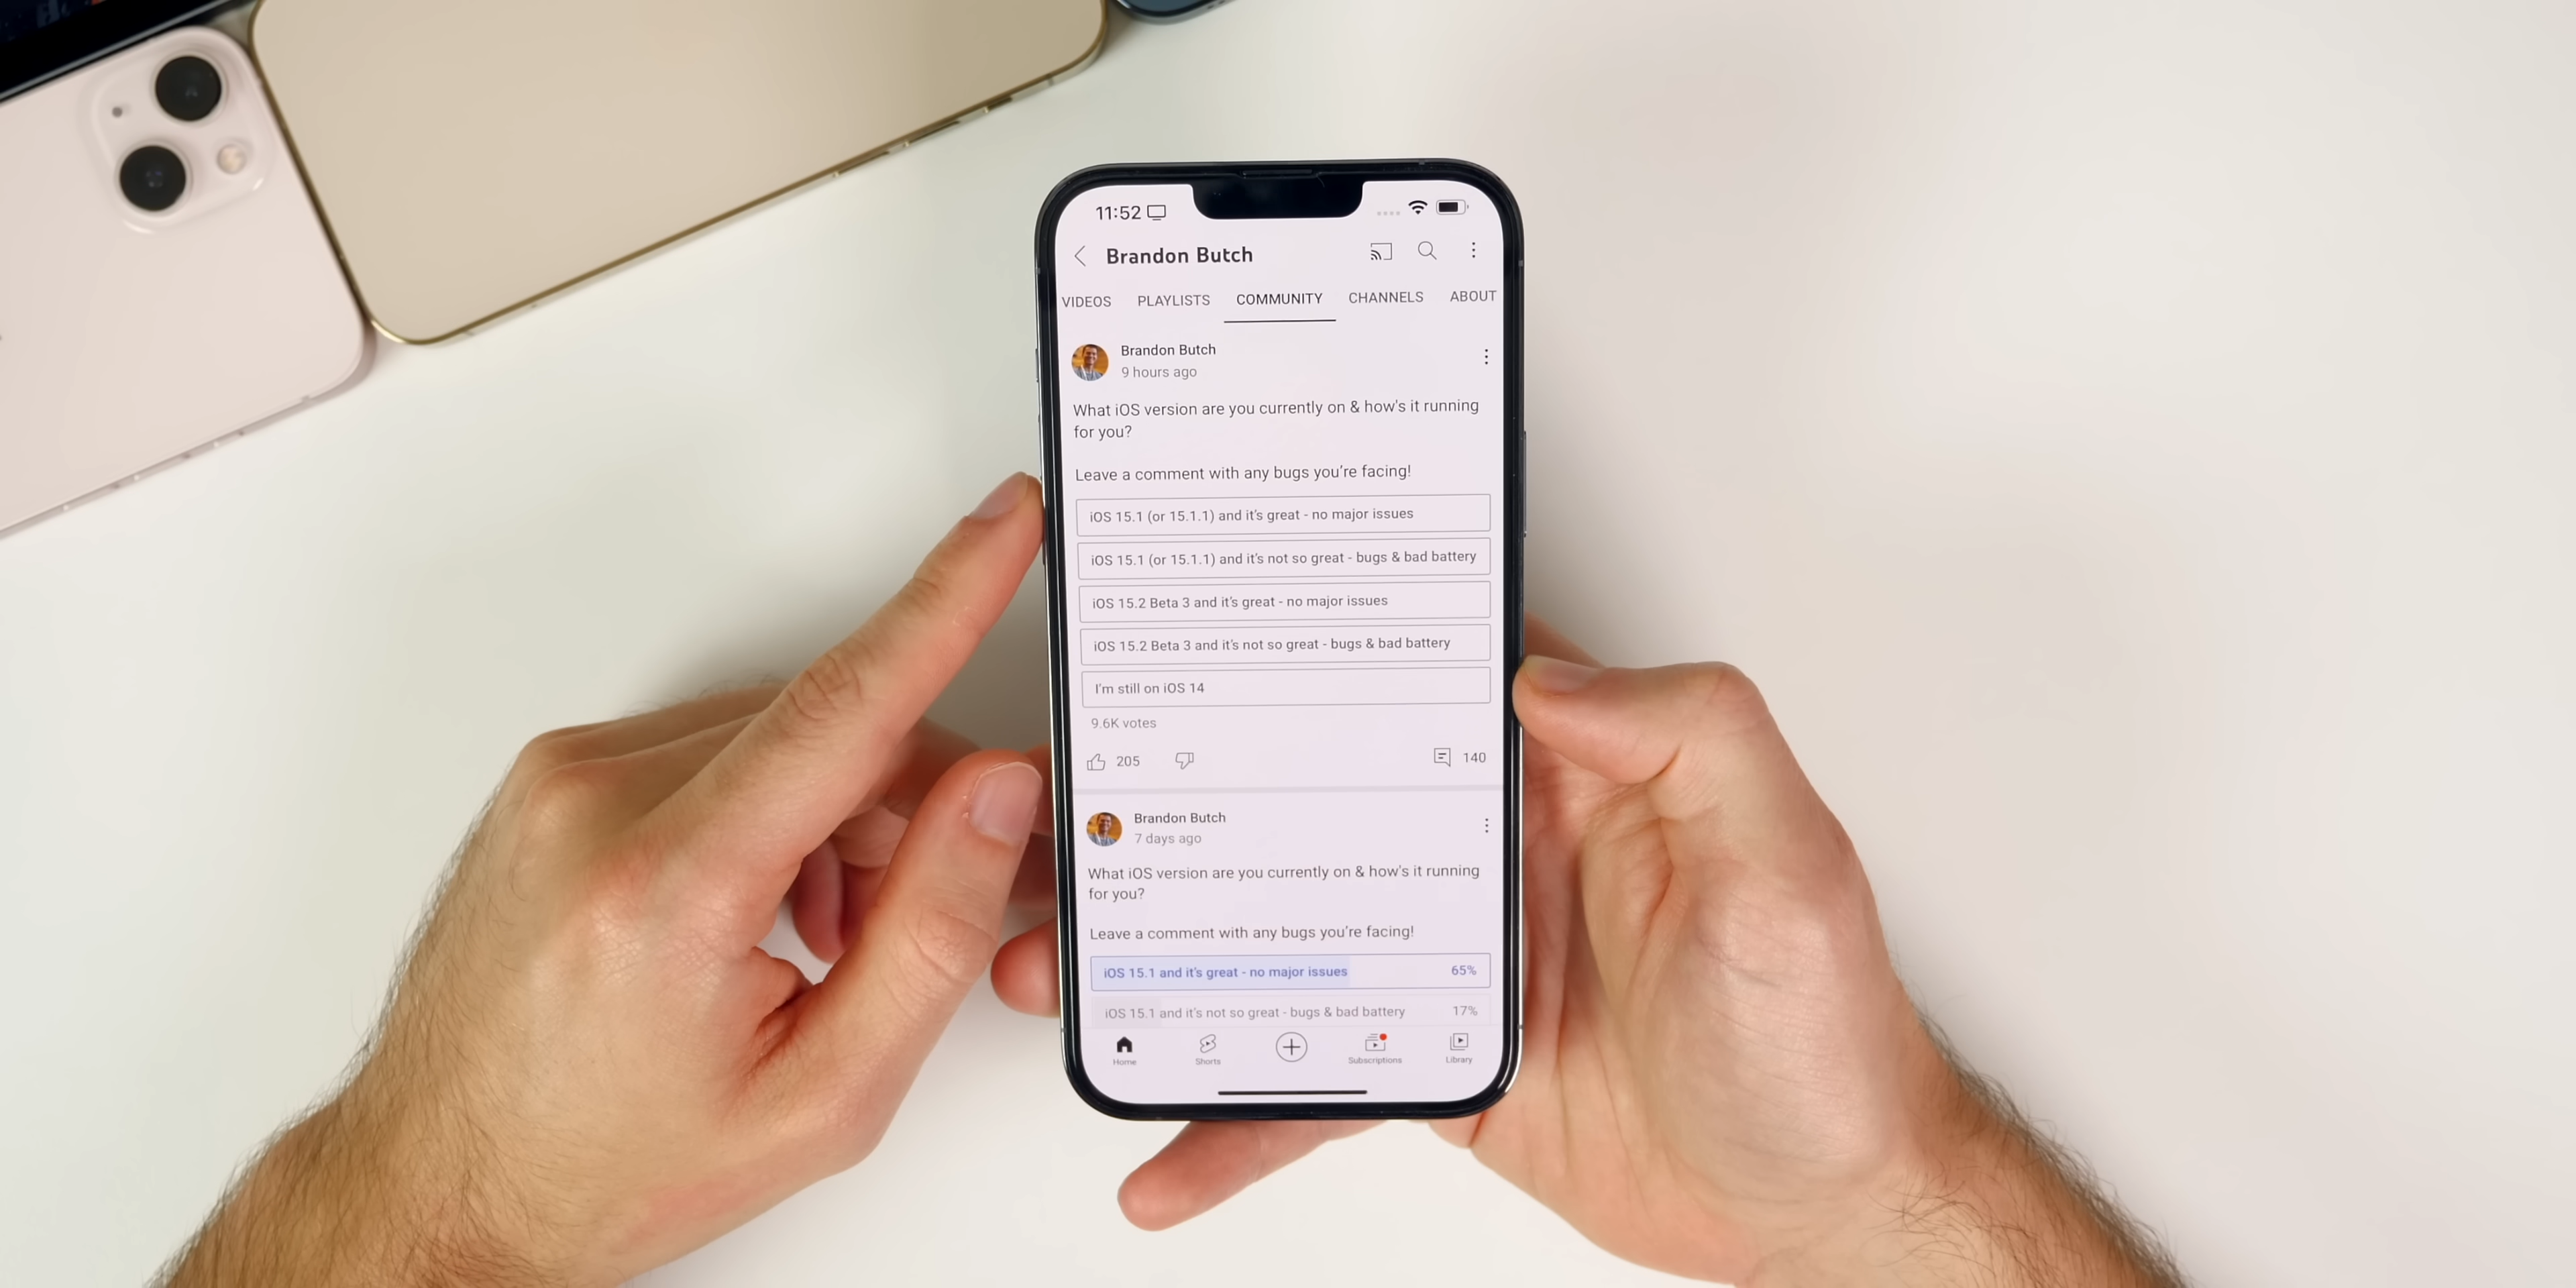 11:52
Brandon Butch
VIDEOS PLAYLISTS COMMUNITY CHANNELS ABOUT
Brandon Butch
9 hours ago
What iOS version are you currently on & how's it running
for you?
Leave a comment with any bugs you're facing!
iOS 15.1 (or 15.1.1) and it's great - no major issues
iOS 15.1 (or 15.1.1) and it's not so great - bugs & bad battery
iOS 15.2 Beta 3 and it's great - no major issues
iOS 15.2 Beta 3 and it's not so great - bugs & bad battery
I'm still on iOS 14
9.6K votes
205 140
Brandon Butch
7 days ago
What iOS version are you currently on & how's it running
for you?
Leave a comment with any bugs you're facing!
iOS 15.1 and it's great - no major issues 65%
iOS 15.1 and it's not so great - bugs & bad battery 17%
Home Shorts Subscriptions Library